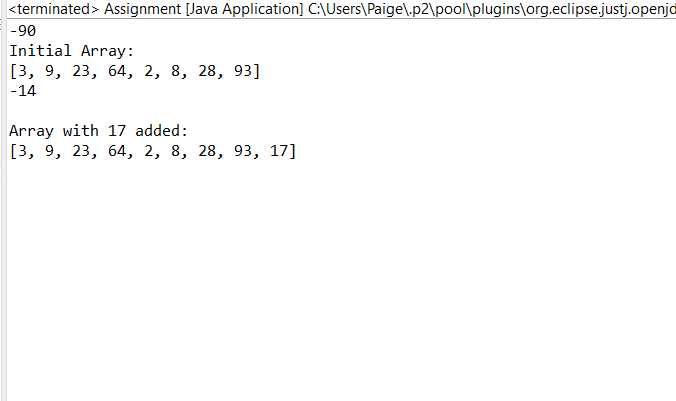 <terminated> Assignment [Java Application] C:\Users\Paige\.p2\pool\plugins\org.eclipse.justj.openjd
-90
Initial Array:
[3, 9, 23, 64, 2, 8, 28, 93]
-14
Array with 17 added:
[3, 9, 23, 64, 2, 8, 28, 93, 17]